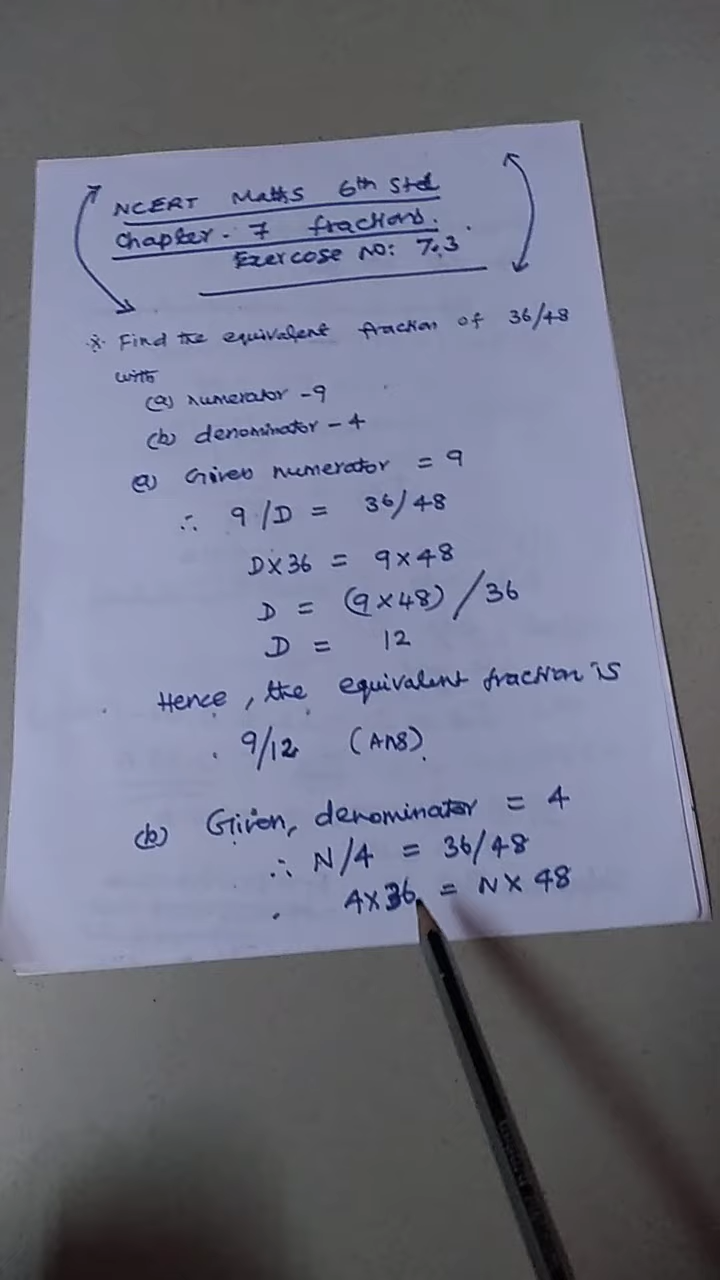 NCERT Maths 6th Std
Chapter - 7 fractions.
Exercose NO: 7.3
Find the equivalent fraction of 36/48
with
(a) numerator - 9
(b) denominator - 4
(a) Given numerator = 9
∴ 9/D = 36/48
D×36 = 9×48
D = (9×48)/36
D = 12
Hence, the equivalent fraction is
9/12 (Ans)
(b) Given, denominator = 4
∴ N/4 = 36/48
4×36 = N×48